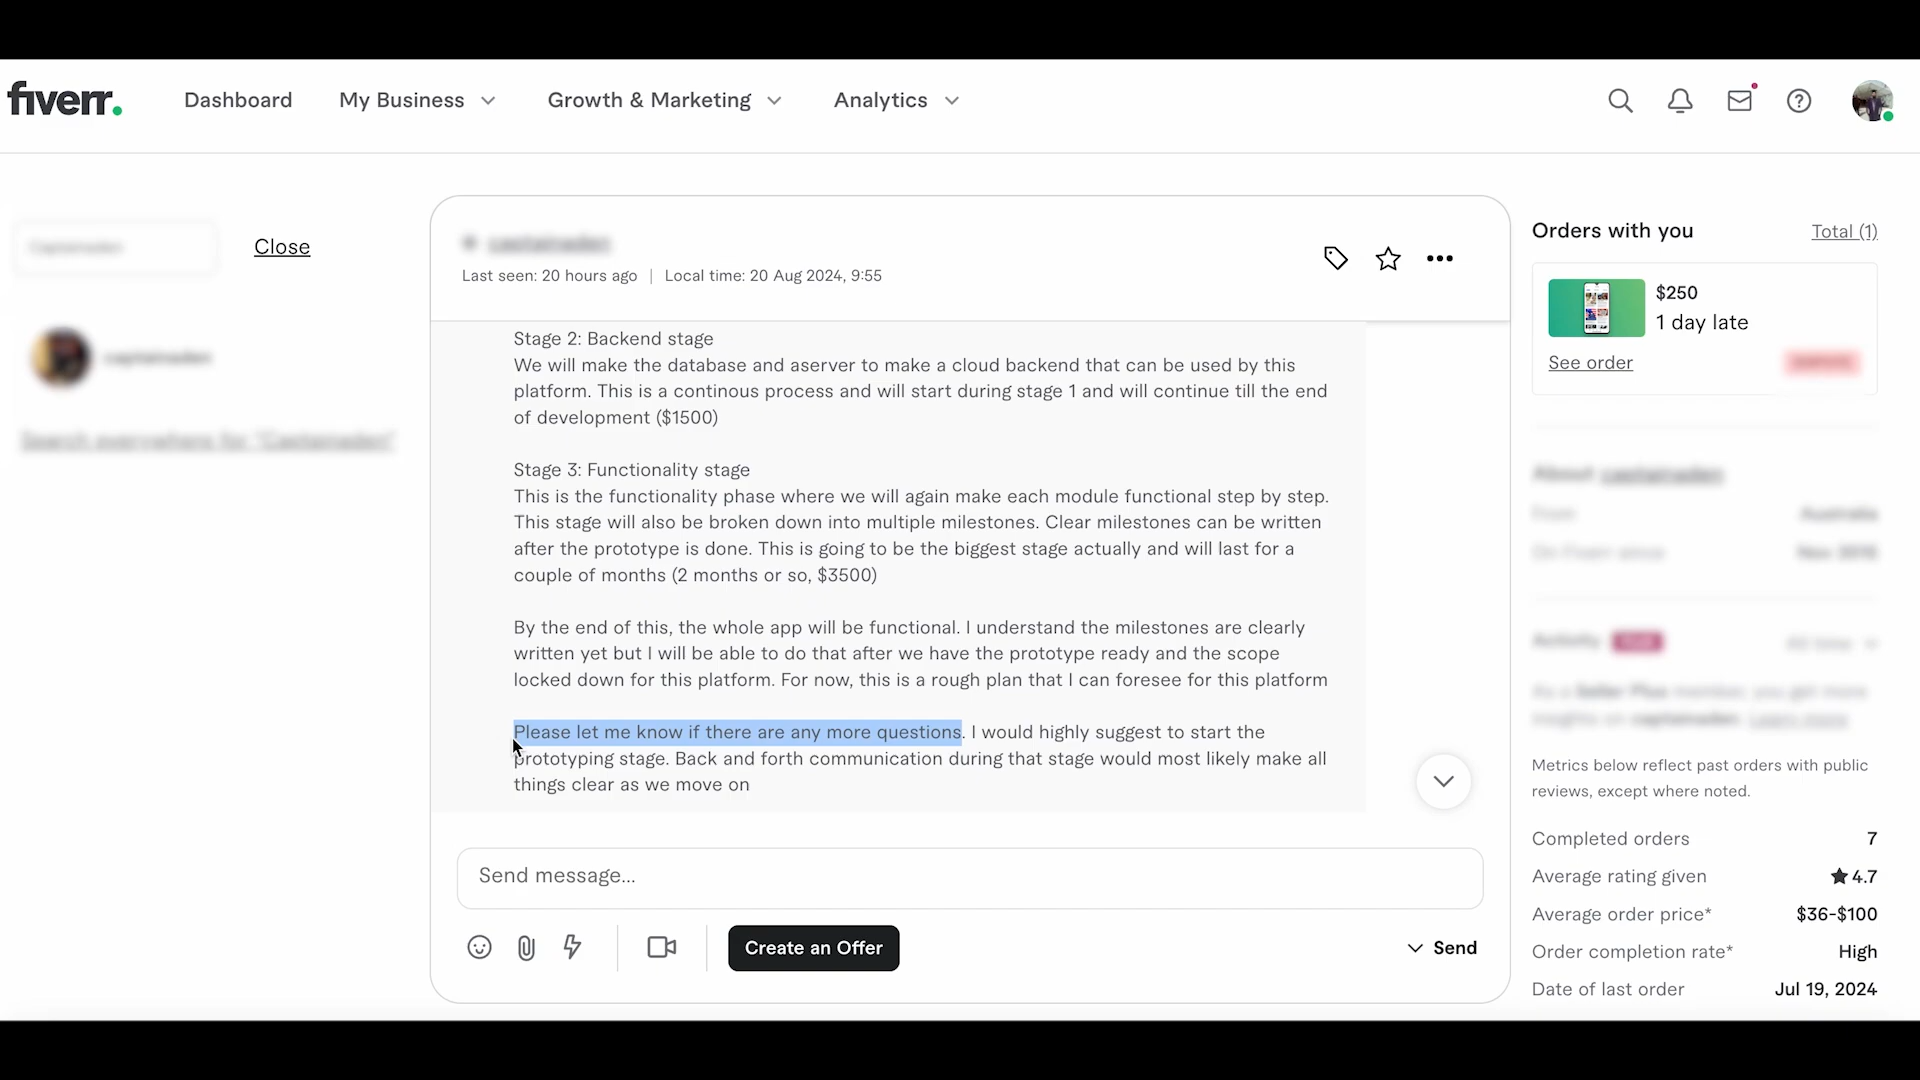 fiverr.
Dashboard
My Business
Growth & Marketing
Analytics
Close
Last seen: 20 hours ago | Local time: 20 Aug 2024, 9:55
Stage 2: Backend stage
We will make the database and aserver to make a cloud backend that can be used by this
platform. This is a continous process and will start during stage 1 and will continue till the end
of development ($1500)
Stage 3: Functionality stage
This is the functionality phase where we will again make each module functional step by step.
This stage will also be broken down into multiple milestones. Clear milestones can be written
after the prototype is done. This is going to be the biggest stage actually and will last for a
couple of months (2 months or so, $3500)
By the end of this, the whole app will be functional. I understand the milestones are clearly
written yet but I will be able to do that after we have the prototype ready and the scope
locked down for this platform. For now, this is a rough plan that I can foresee for this platform
Please let me know if there are any more questions. I would highly suggest to start the
prototyping stage. Back and forth communication during that stage would most likely make all
things clear as we move on
Send message...
Create an Offer
Send
Orders with you
Total (1)
$250
1 day late
See order
Metrics below reflect past orders with public
reviews, except where noted.
Completed orders 7
Average rating given 4.7
Average order price* $36-$100
Order completion rate* High
Date of last order Jul 19, 2024